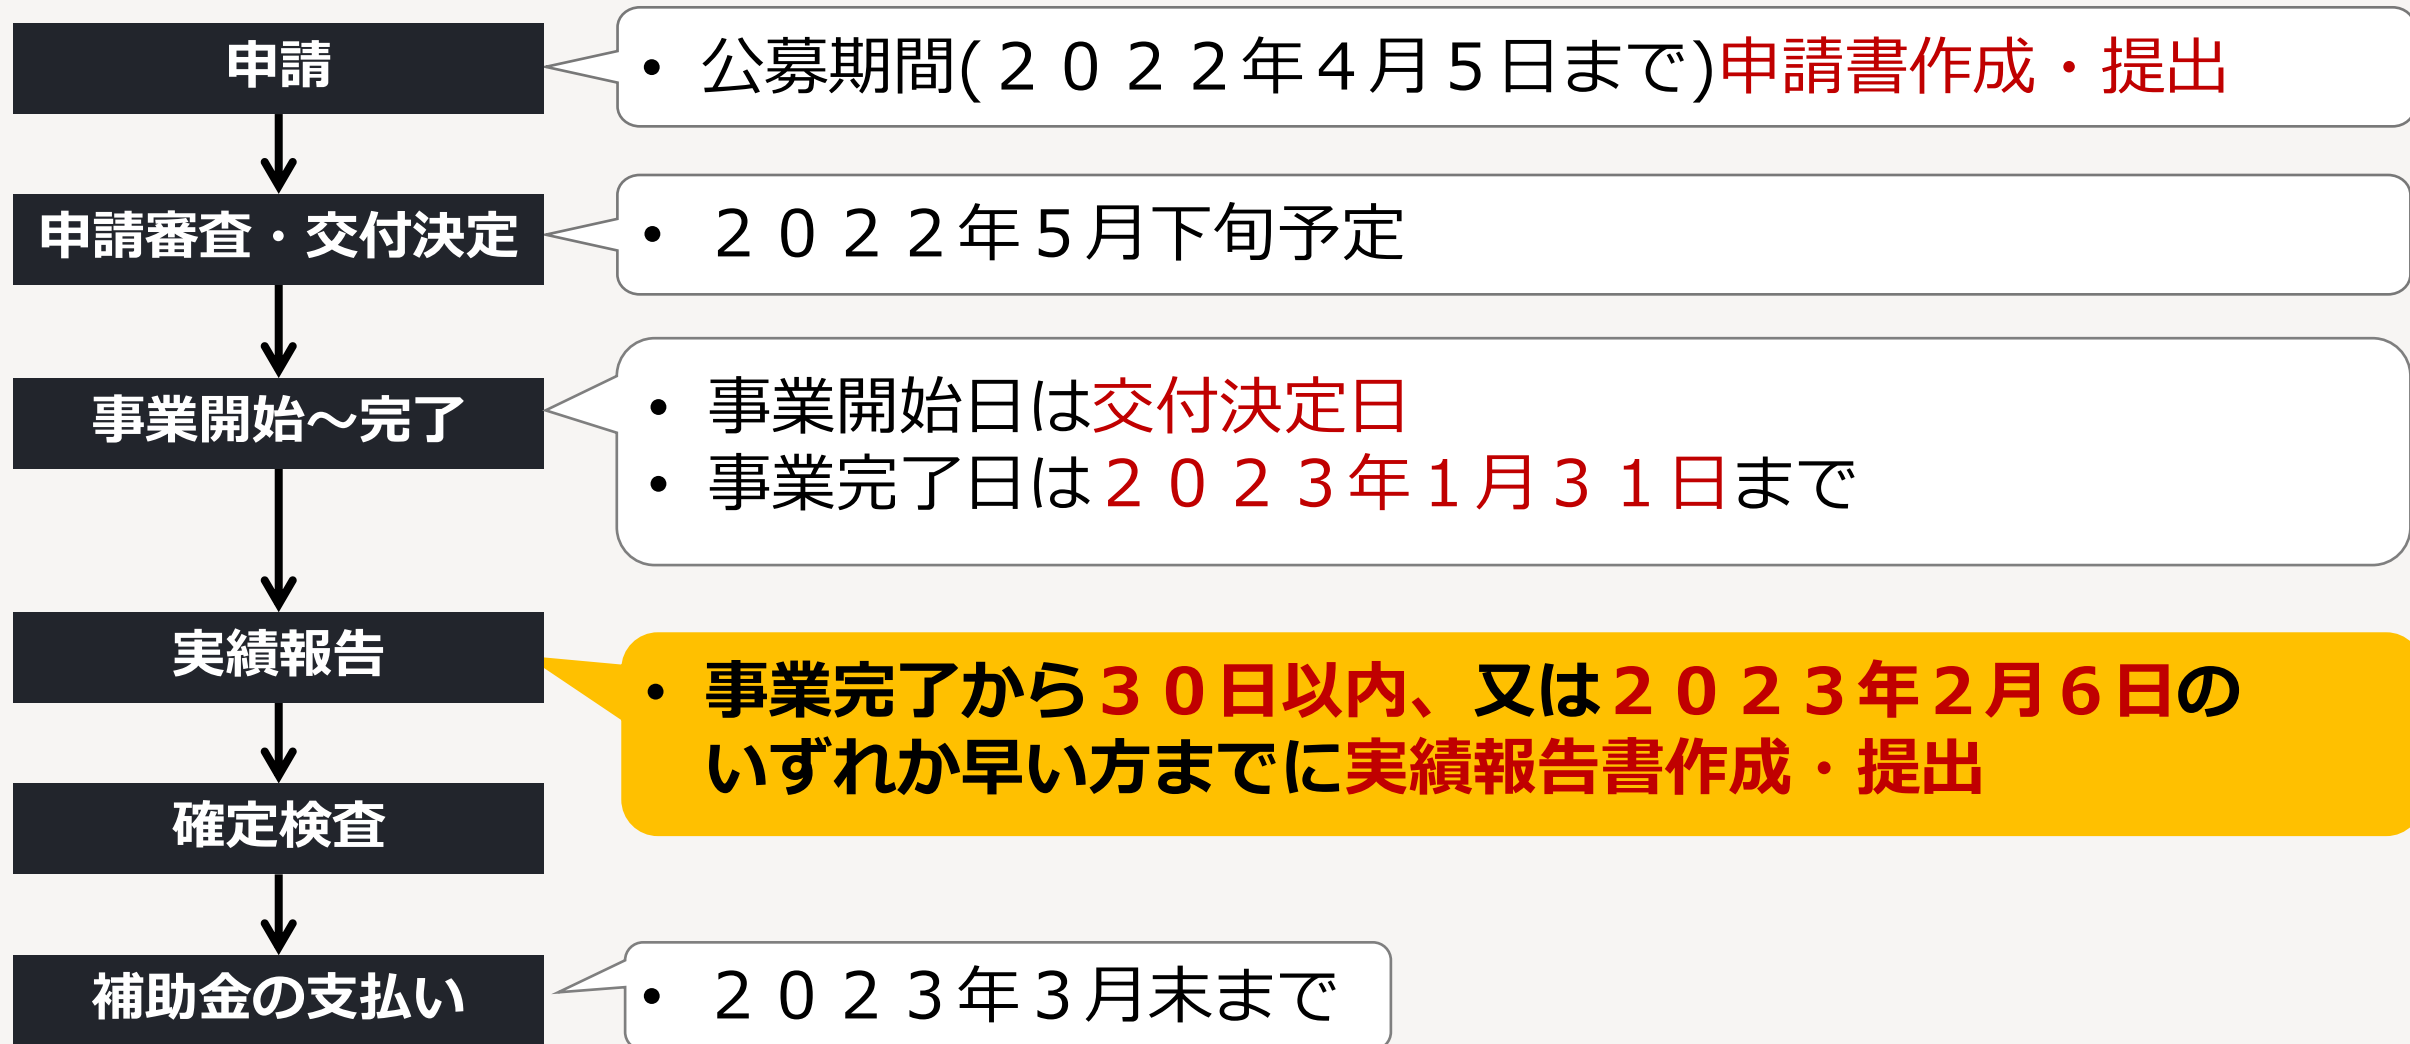 申請
• 公募期間(２０２２年４月５日まで)申請書作成・提出
申請審査・交付決定
• ２０２２年５月下旬予定
事業開始～完了
• 事業開始日は交付決定日
• 事業完了日は２０２３年１月３１日まで
実績報告
• 事業完了から３０日以内、又は２０２３年２月６日の
いずれか早い方までに実績報告書作成・提出
確定検査
補助金の支払い
• ２０２３年３月末まで